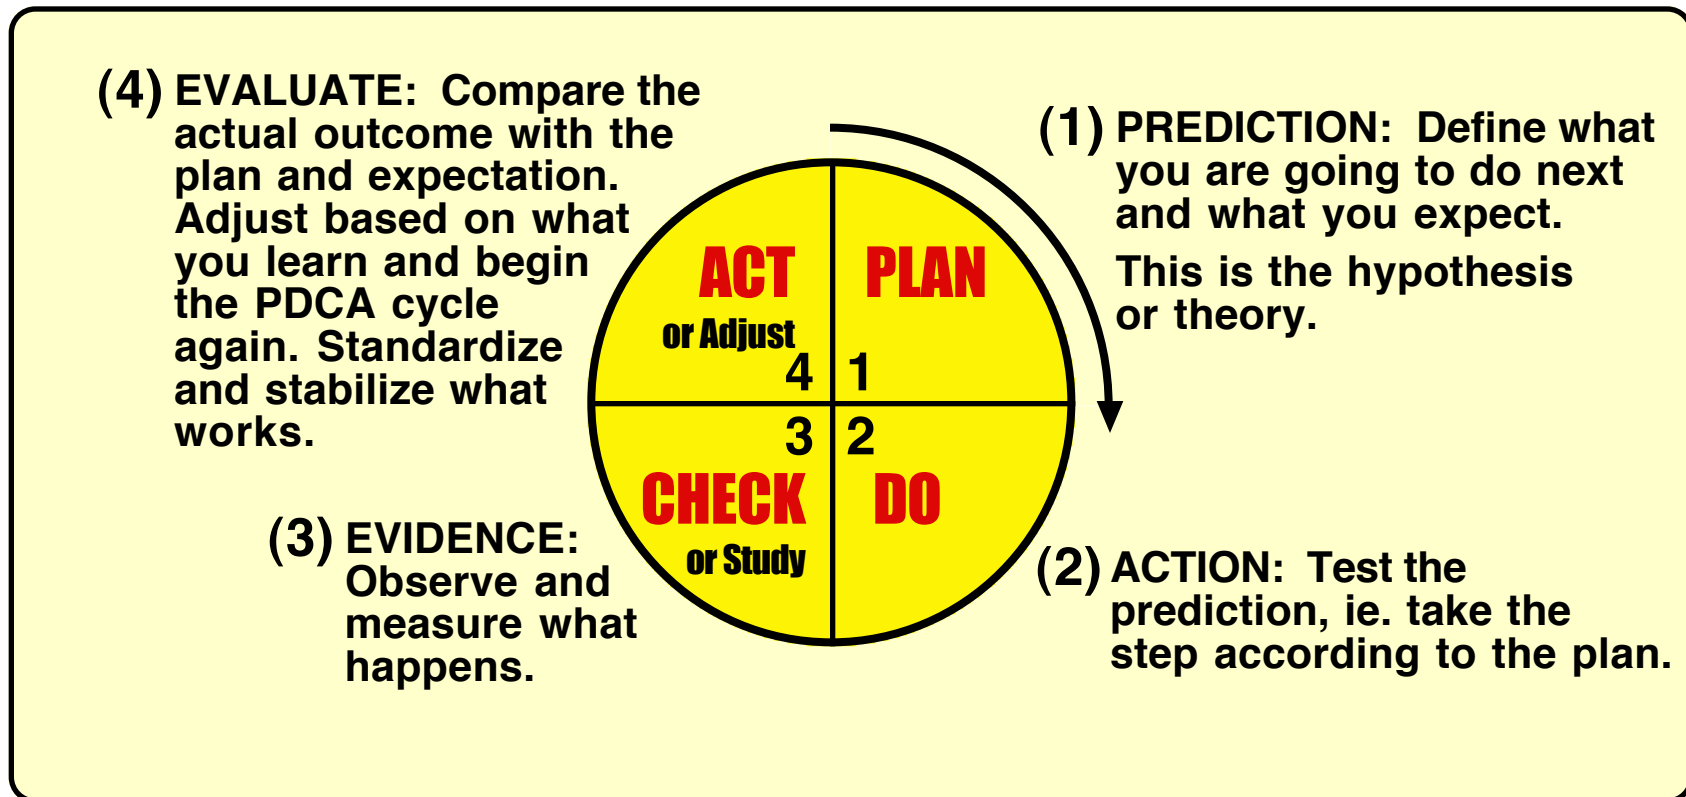 (4) EVALUATE: Compare the
actual outcome with the
plan and expectation.
Adjust based on what
you learn and begin
the PDCA cycle
again. Standardize
and stabilize what
works.
(1) PREDICTION: Define what
you are going to do next
and what you expect.
This is the hypothesis
or theory.
ACT
or Adjust
4
PLAN
1
3
CHECK
or Study
2
DO
(3) EVIDENCE:
Observe and
measure what
happens.
(2) ACTION: Test the
prediction, ie. take the
step according to the plan.